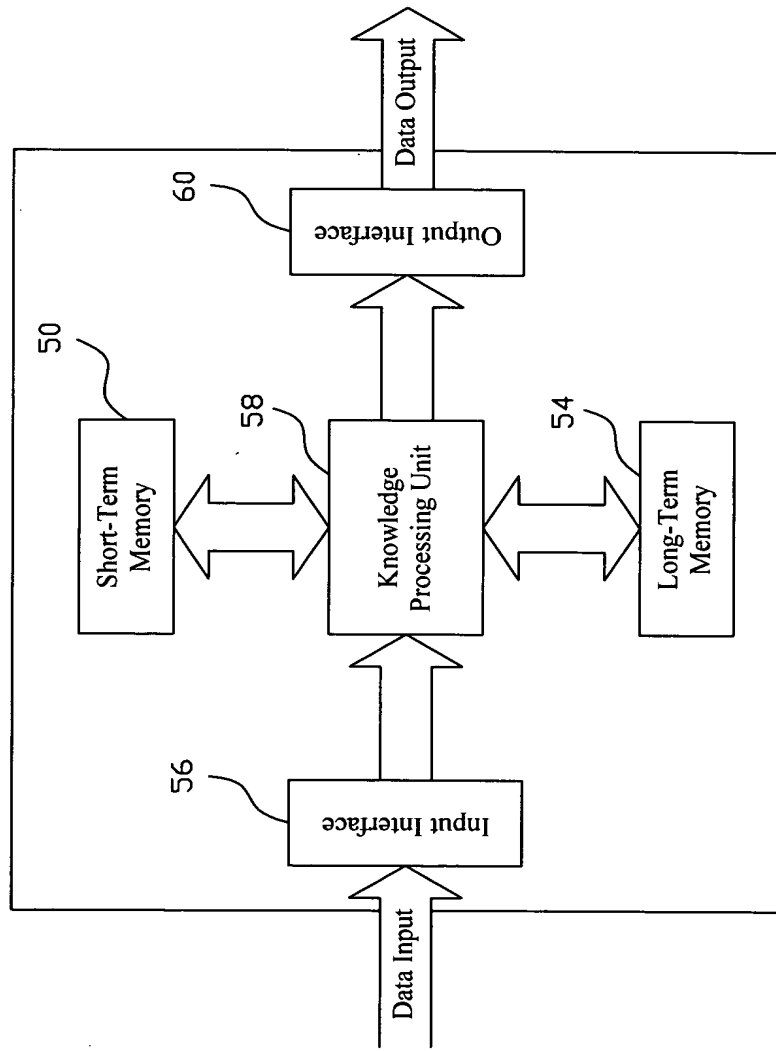 Data Input
56
Input Interface
50
Short-Term
Memory
58
Knowledge
Processing Unit
54
Long-Term
Memory
60
Output Interface
Data Output